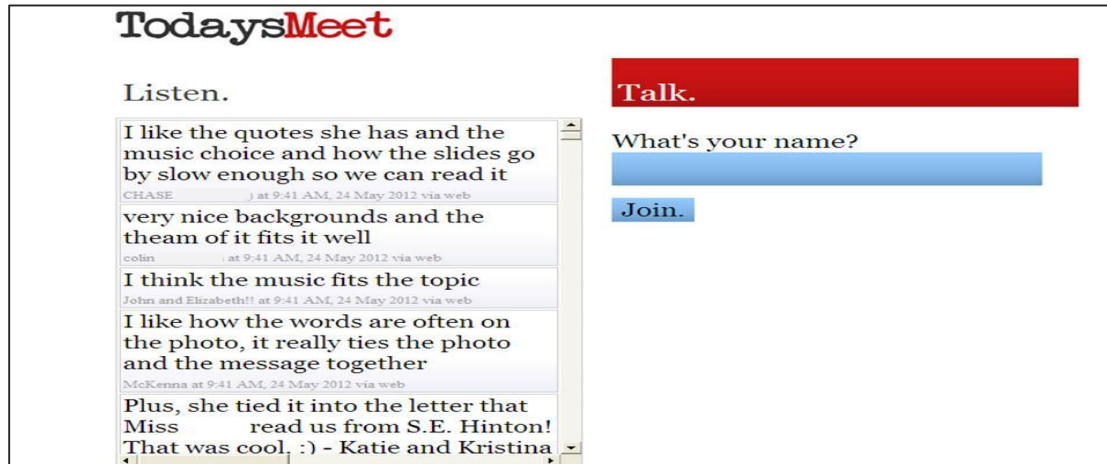 TodaysMeet
Listen.
I like the quotes she has and the
music choice and how the slides go
by slow enough so we can read it
CHASE ) at 9:41 AM, 24 May 2012 via web
very nice backgrounds and the
theam of it fits it well
colin at 9:41 AM, 24 May 2012 via web
I think the music fits the topic
John and Elizabeth!! at 9:41 AM, 24 May 2012 via web
I like how the words are often on
the photo, it really ties the photo
and the message together
McKenna at 9:41 AM, 24 May 2012 via web
Plus, she tied it into the letter that
Miss read us from S.E. Hinton!
That was cool. :) - Katie and Kristina
Talk.
What's your name?
Join.